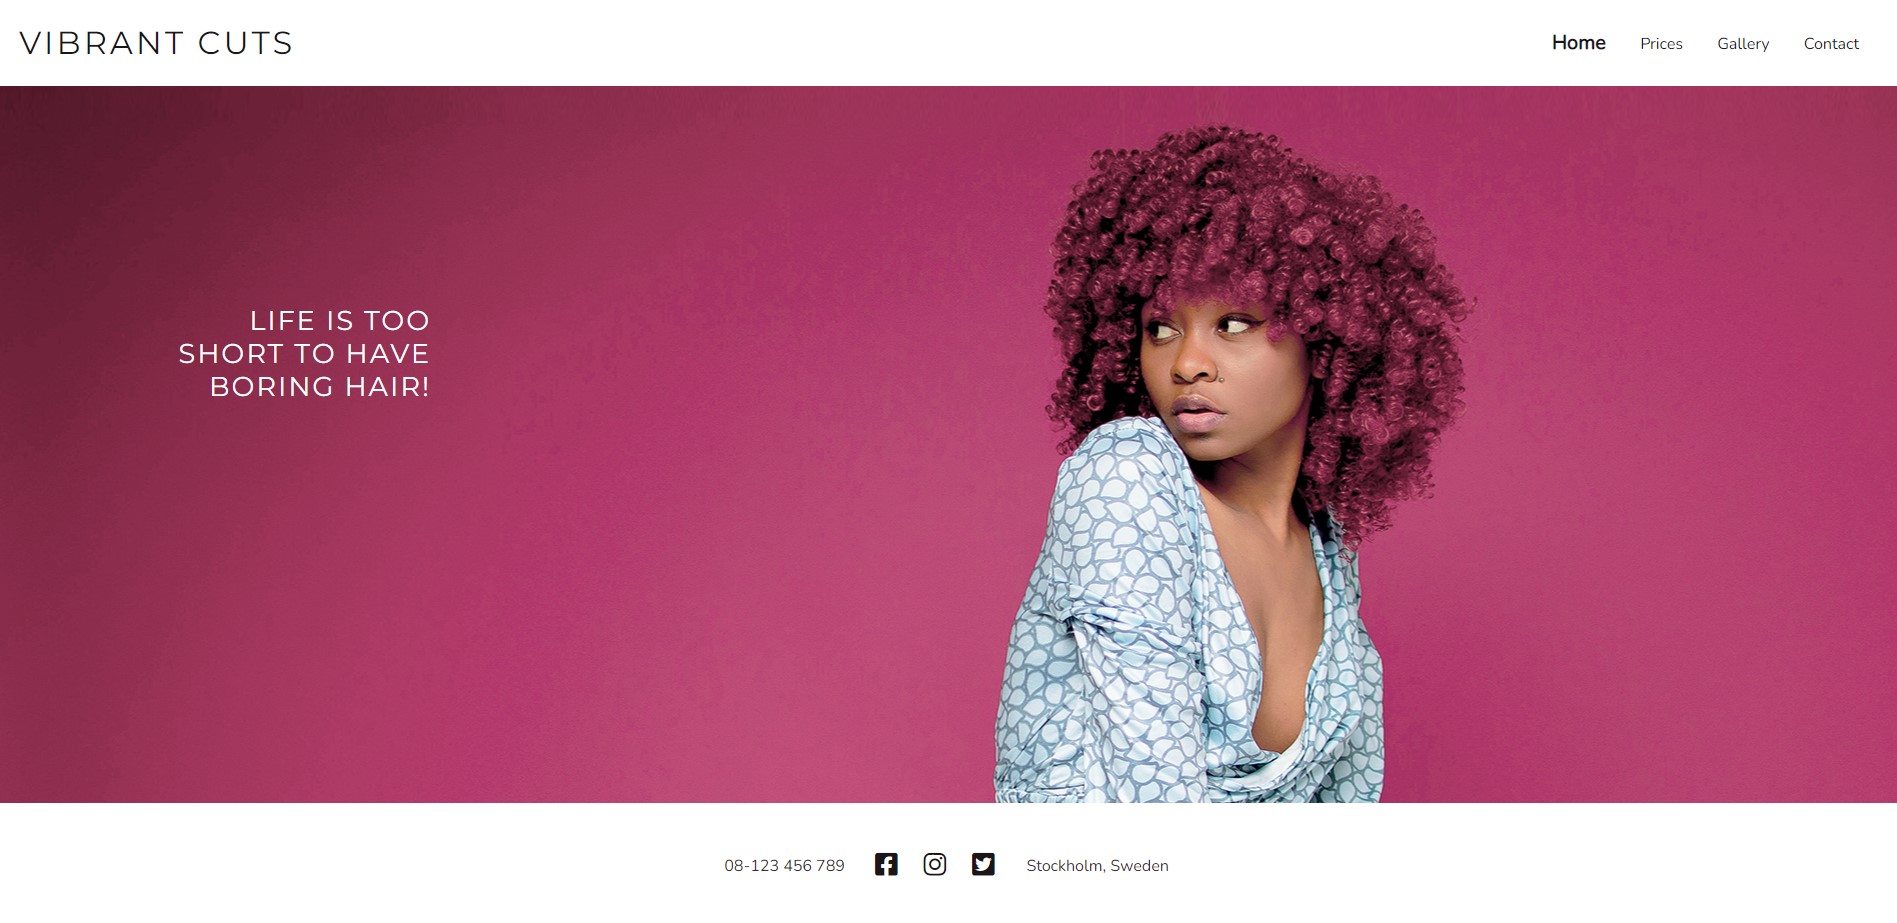 VIBRANT CUTS
Home Prices Gallery Contact
LIFE IS TOO
SHORT TO HAVE
BORING HAIR!
08-123 456 789 Stockholm, Sweden